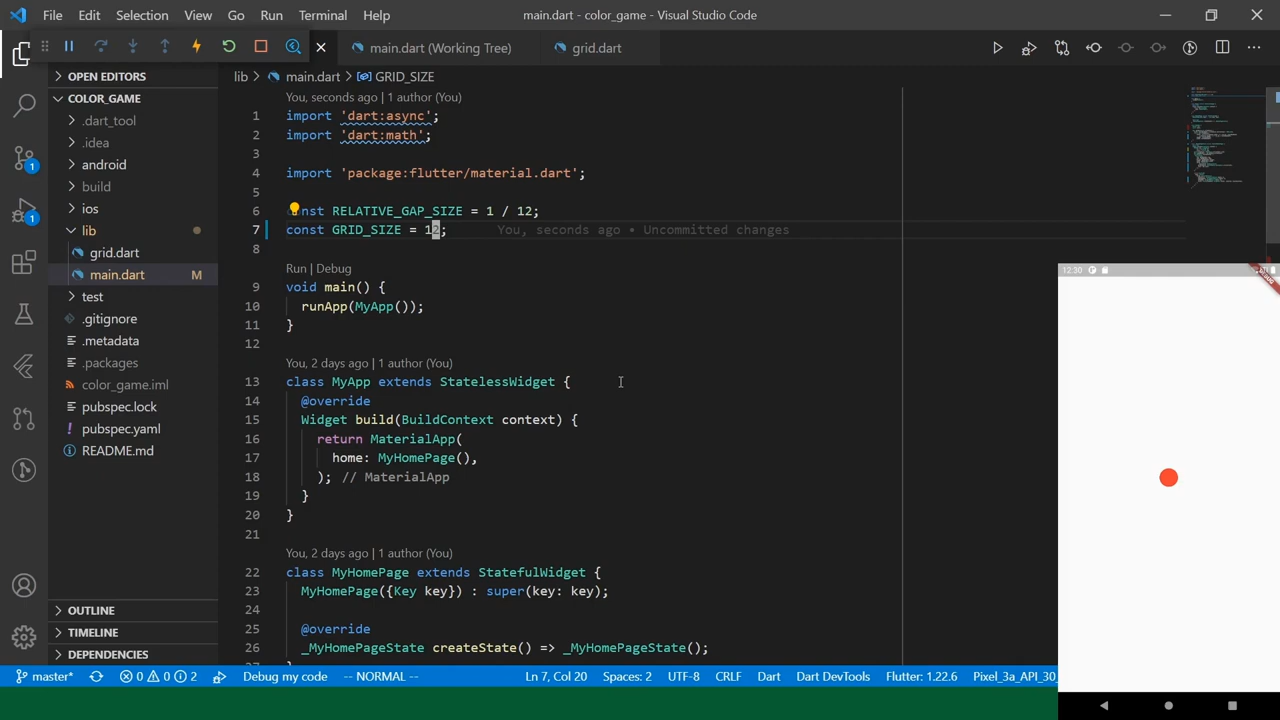 File Edit Selection View Go Run Terminal Help
main.dart - color_game - Visual Studio Code
main.dart (Working Tree)
grid.dart
OPEN EDITORS
COLOR_GAME
.dart_tool
.idea
android
build
ios
lib
grid.dart
main.dart M
test
.gitignore
.metadata
.packages
color_game.iml
pubspec.lock
pubspec.yaml
README.md
OUTLINE
TIMELINE
DEPENDENCIES
1
1
lib > main.dart > GRID_SIZE
You, seconds ago | 1 author (You)
1 import 'dart:async';
2 import 'dart:math';
3
4 import 'package:flutter/material.dart';
5
6 const RELATIVE_GAP_SIZE = 1 / 12;
7 const GRID_SIZE = 12; You, seconds ago • Uncommitted changes
8
Run | Debug
9 void main() {
10 runApp(MyApp());
11 }
12
You, 2 days ago | 1 author (You)
13 class MyApp extends StatelessWidget {
14 @override
15 Widget build(BuildContext context) {
16 return MaterialApp(
17 home: MyHomePage(),
18 ); // MaterialApp
19 }
20 }
21
You, 2 days ago | 1 author (You)
22 class MyHomePage extends StatefulWidget {
23 MyHomePage({Key key}) : super(key: key);
24
25 @override
26 _MyHomePageState createState() => _MyHomePageState();
27 }
12:30
master* 0 0 2 Debug my code -- NORMAL -- Ln 7, Col 20 Spaces: 2 UTF-8 CRLF Dart Dart DevTools Flutter: 1.22.6 Pixel_3a_API_30_